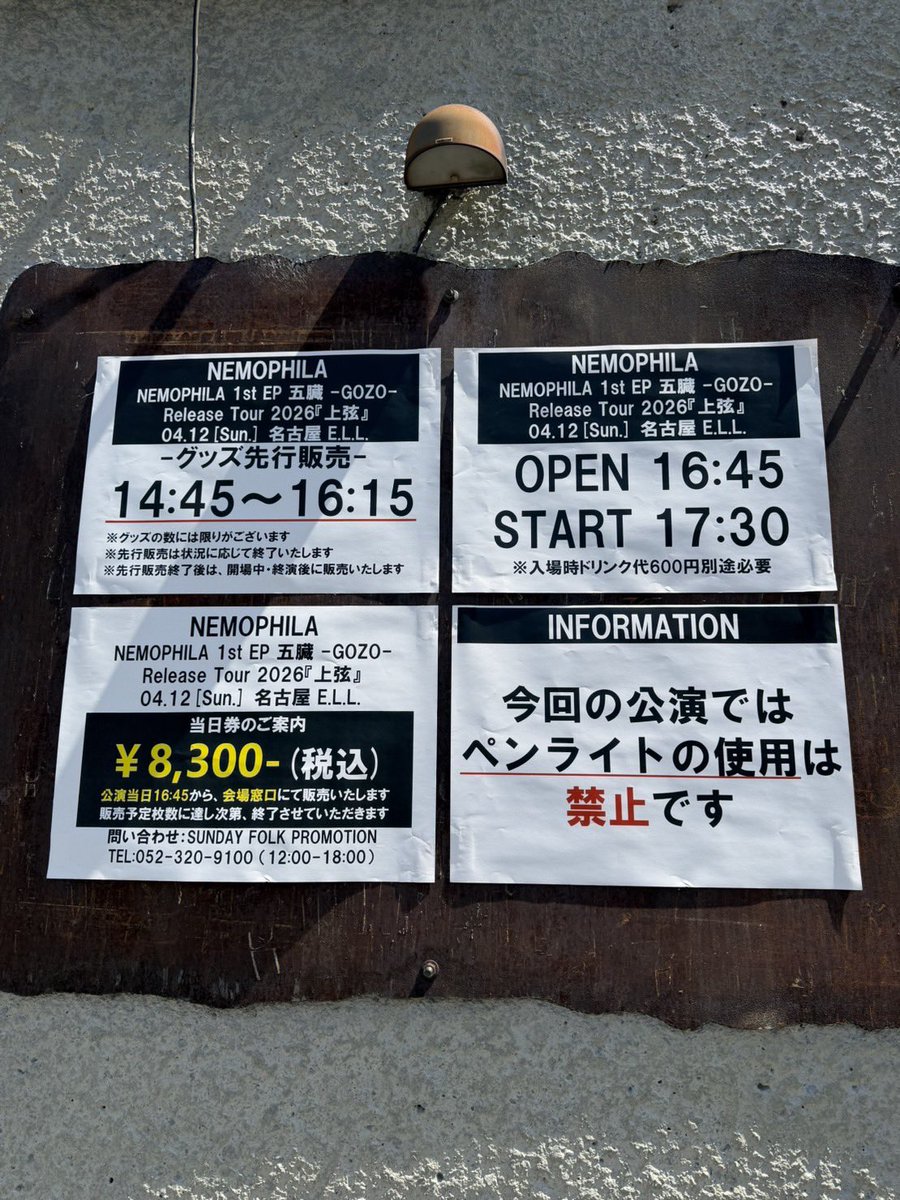 NEMOPHILA
NEMOPHILA 1st EP 五臓 -GOZO-
Release Tour 2026『上弦』
04.12 [Sun.] 名古屋 E.L.L.
-グッズ先行販売-
14:45～16:15
※グッズの数には限りがございます
※先行販売は状況に応じて終了いたします
※先行販売終了後は、開場中・終演後に販売いたします
NEMOPHILA
NEMOPHILA 1st EP 五臓 -GOZO-
Release Tour 2026『上弦』
04.12 [Sun.] 名古屋 E.L.L.
OPEN 16:45
START 17:30
※入場時ドリンク代600円別途必要
NEMOPHILA
NEMOPHILA 1st EP 五臓 -GOZO-
Release Tour 2026『上弦』
04.12 [Sun.] 名古屋 E.L.L.
当日券のご案内
￥8,300-(税込)
公演当日16:45から、会場窓口にて販売いたします
販売予定枚数に達し次第、終了させていただきます
問い合わせ:SUNDAY FOLK PROMOTION
TEL:052-320-9100 (12:00-18:00)
INFORMATION
今回の公演では
ペンライトの使用は
禁止です